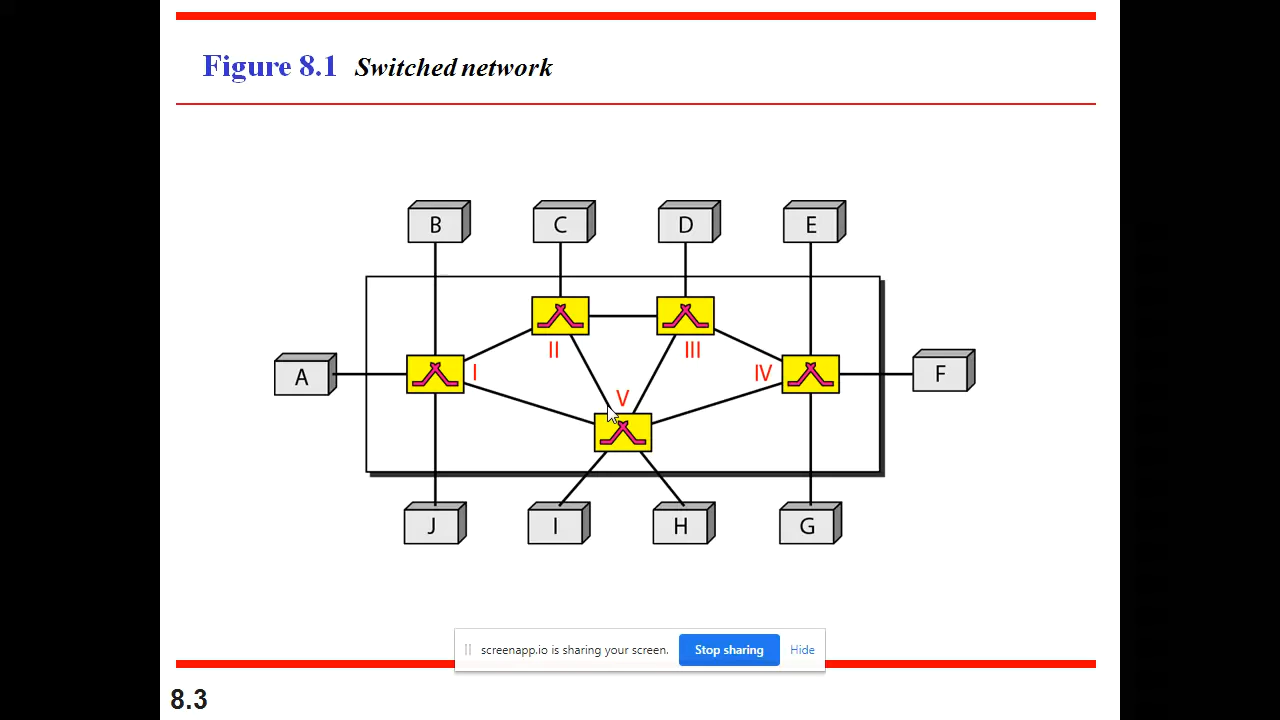 Figure 8.1 Switched network
B C D E
II III
A I IV F
V
J I H G
screenapp.io is sharing your screen. Stop sharing Hide
8.3